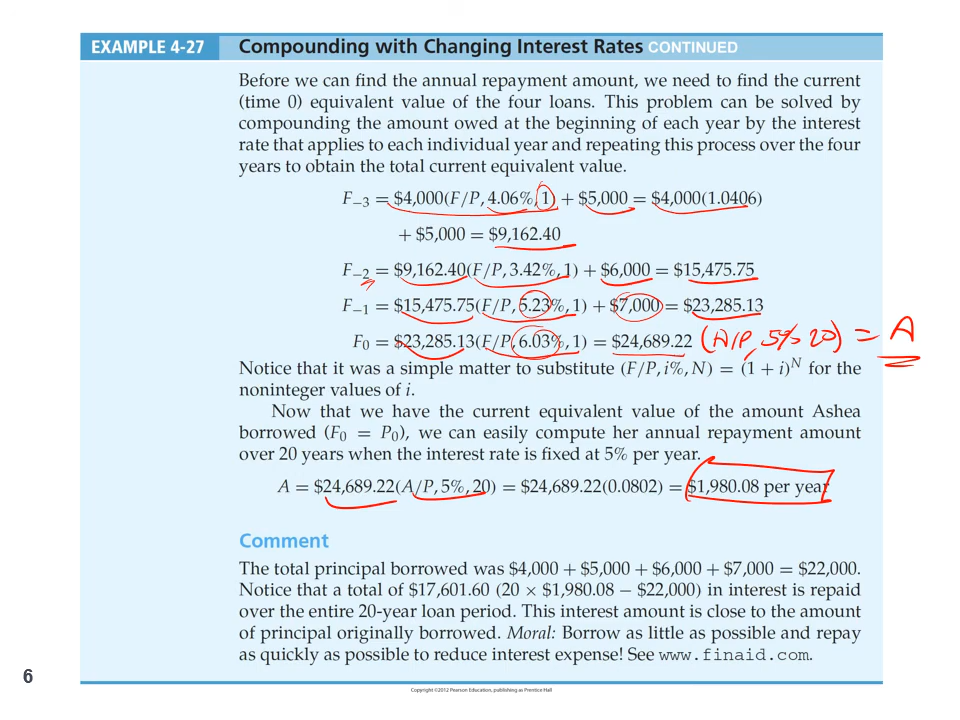 EXAMPLE 4-27 Compounding with Changing Interest Rates CONTINUED
Before we can find the annual repayment amount, we need to find the current
(time 0) equivalent value of the four loans. This problem can be solved by
compounding the amount owed at the beginning of each year by the interest
rate that applies to each individual year and repeating this process over the four
years to obtain the total current equivalent value.
F₋₃ = $4,000(F/P, 4.06%, 1) + $5,000 = $4,000(1.0406)
+ $5,000 = $9,162.40
F₋₂ = $9,162.40(F/P, 3.42%, 1) + $6,000 = $15,475.75
F₋₁ = $15,475.75(F/P, 5.23%, 1) + $7,000 = $23,285.13
F₀ = $23,285.13(F/P, 6.03%, 1) = $24,689.22 (A/P, 5% 20) = A
Notice that it was a simple matter to substitute (F/P, i%, N) = (1 + i)ᴺ for the
noninteger values of i.
Now that we have the current equivalent value of the amount Ashea
borrowed (F₀ = P₀), we can easily compute her annual repayment amount
over 20 years when the interest rate is fixed at 5% per year.
A = $24,689.22(A/P, 5%, 20) = $24,689.22(0.0802) = $1,980.08 per year
Comment
The total principal borrowed was $4,000 + $5,000 + $6,000 + $7,000 = $22,000.
Notice that a total of $17,601.60 (20 × $1,980.08 − $22,000) in interest is repaid
over the entire 20-year loan period. This interest amount is close to the amount
of principal originally borrowed. Moral: Borrow as little as possible and repay
as quickly as possible to reduce interest expense! See www.finaid.com.
6
Copyright ©2012 Pearson Education, publishing as Prentice Hall